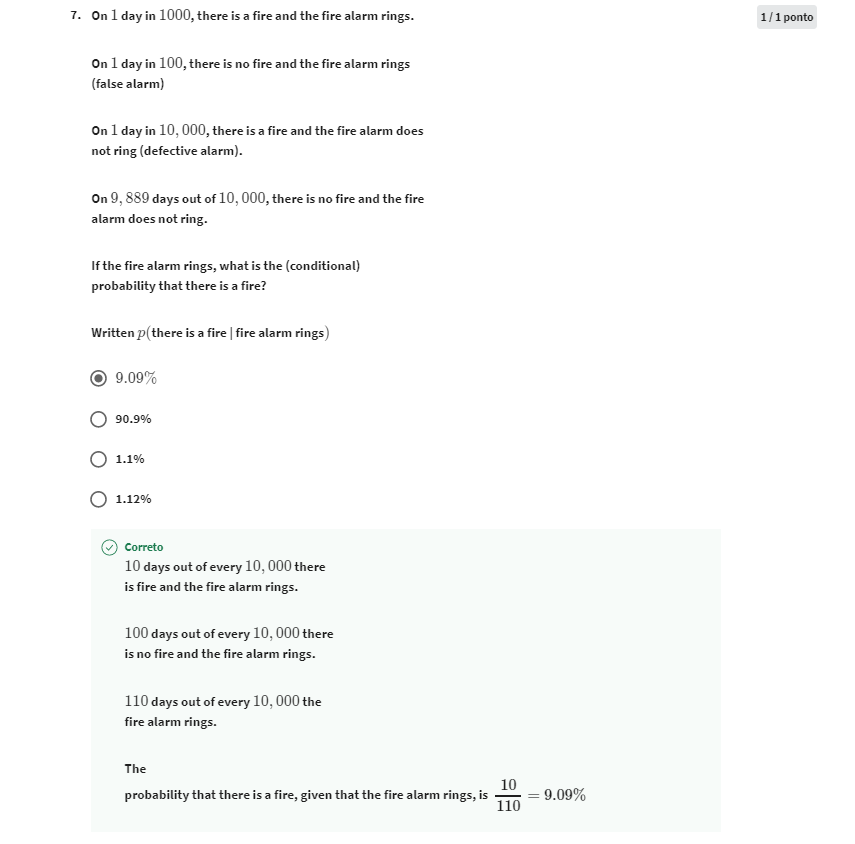 7. On 1 day in 1000, there is a fire and the fire alarm rings.
1 / 1 ponto
On 1 day in 100, there is no fire and the fire alarm rings
(false alarm)
On 1 day in 10, 000, there is a fire and the fire alarm does
not ring (defective alarm).
On 9, 889 days out of 10, 000, there is no fire and the fire
alarm does not ring.
If the fire alarm rings, what is the (conditional)
probability that there is a fire?
Written p(there is a fire | fire alarm rings)
9.09%
90.9%
1.1%
1.12%
Correto
10 days out of every 10, 000 there
is fire and the fire alarm rings.
100 days out of every 10, 000 there
is no fire and the fire alarm rings.
110 days out of every 10, 000 the
fire alarm rings.
The
probability that there is a fire, given that the fire alarm rings, is 10/110 = 9.09%